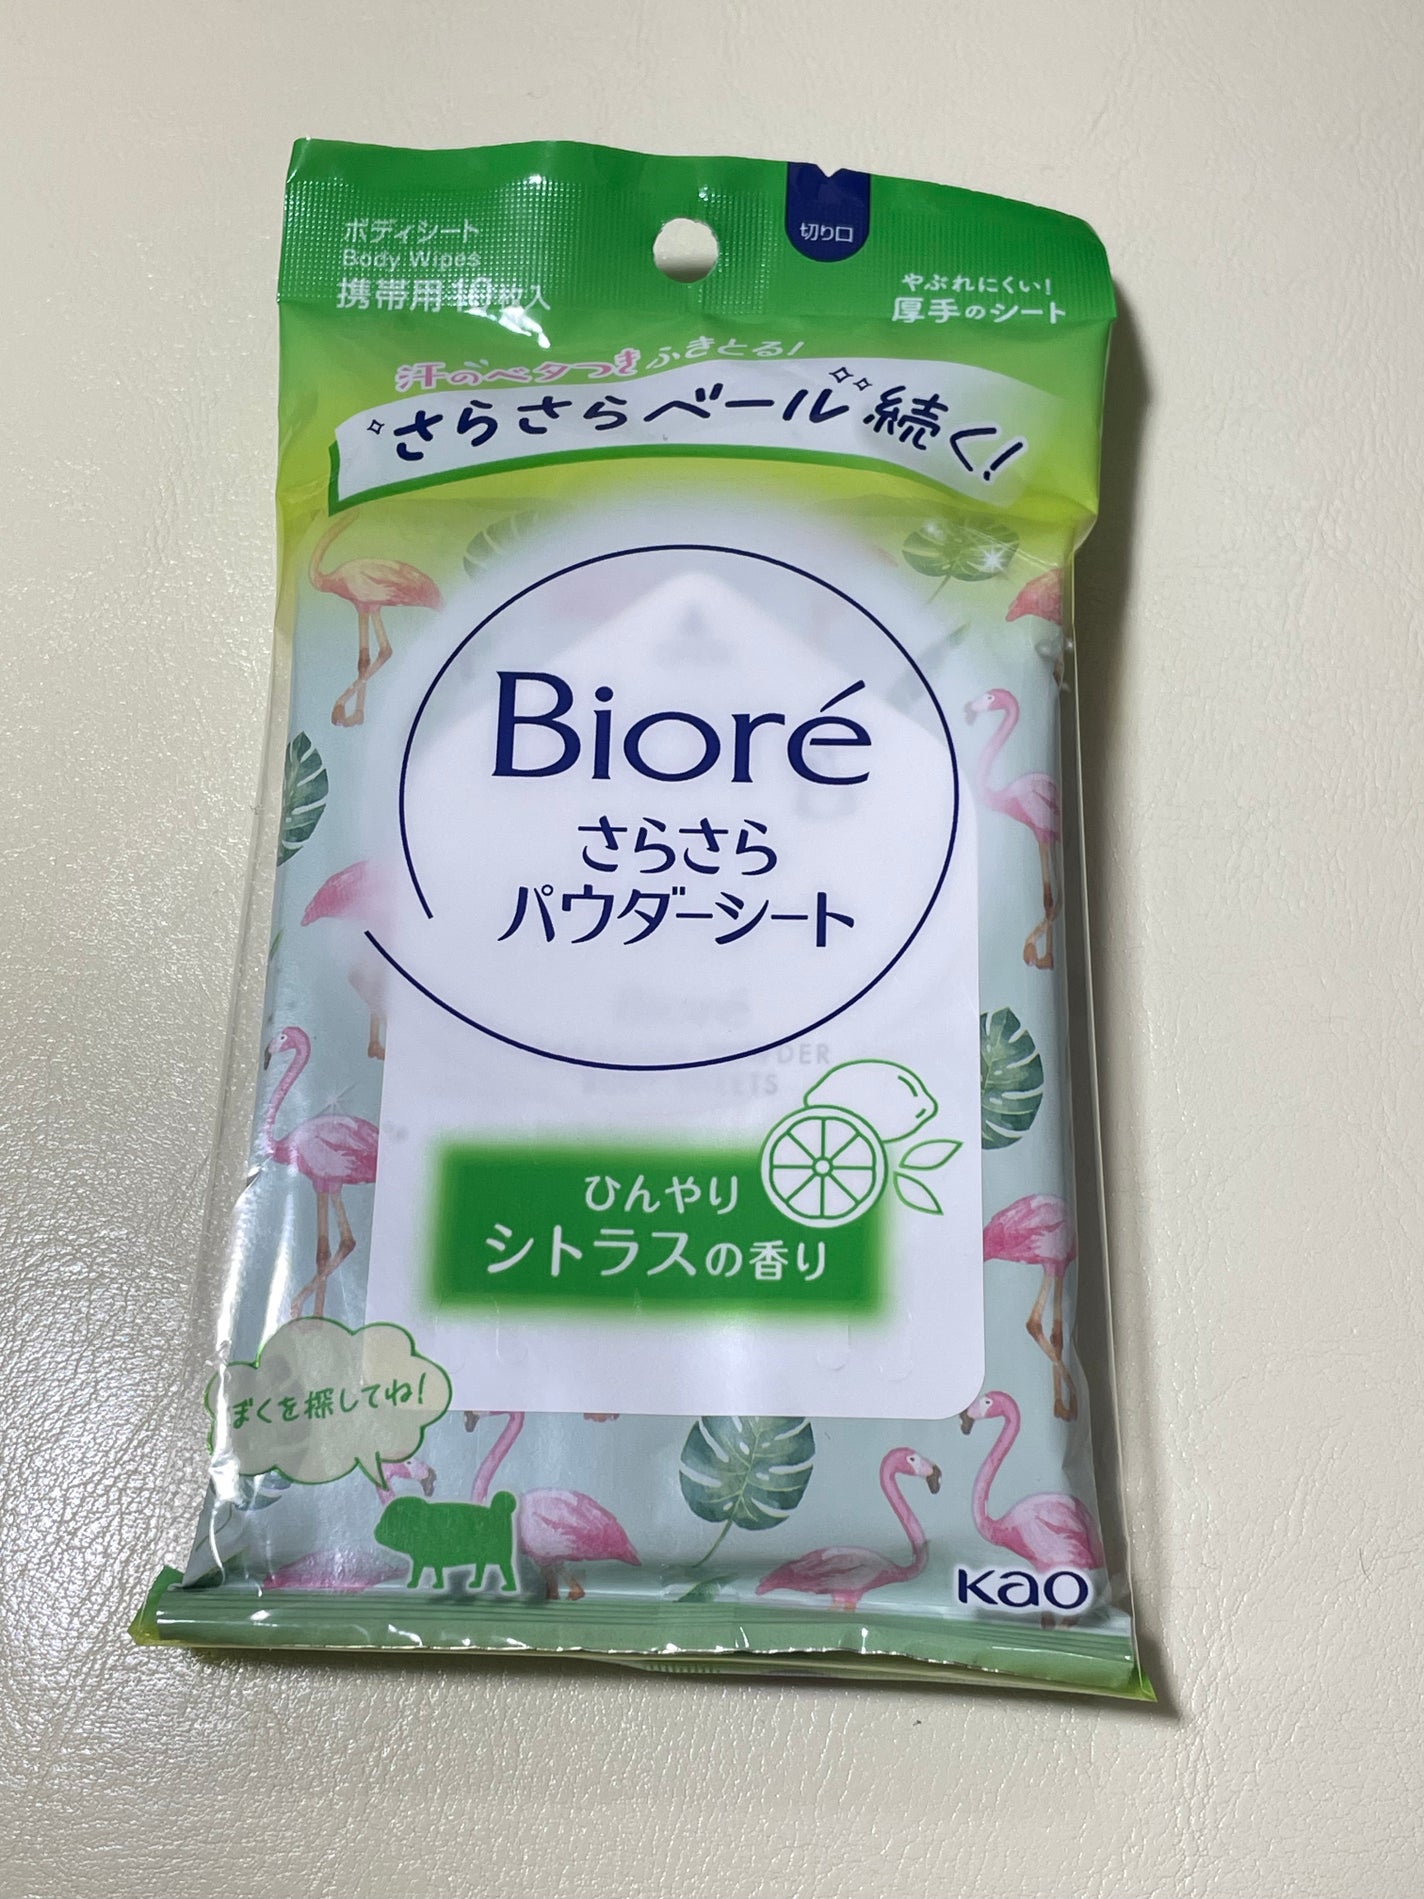 ボディシート
Body Wipes
携帯用10枚入
切り口
やぶれにくい!
厚手のシート
汗のベタつきふきとる!
さらさらベール続く!
Bioré
さらさら
パウダーシート
ひんやり
シトラスの香り
ぼくを探してね!
Kao